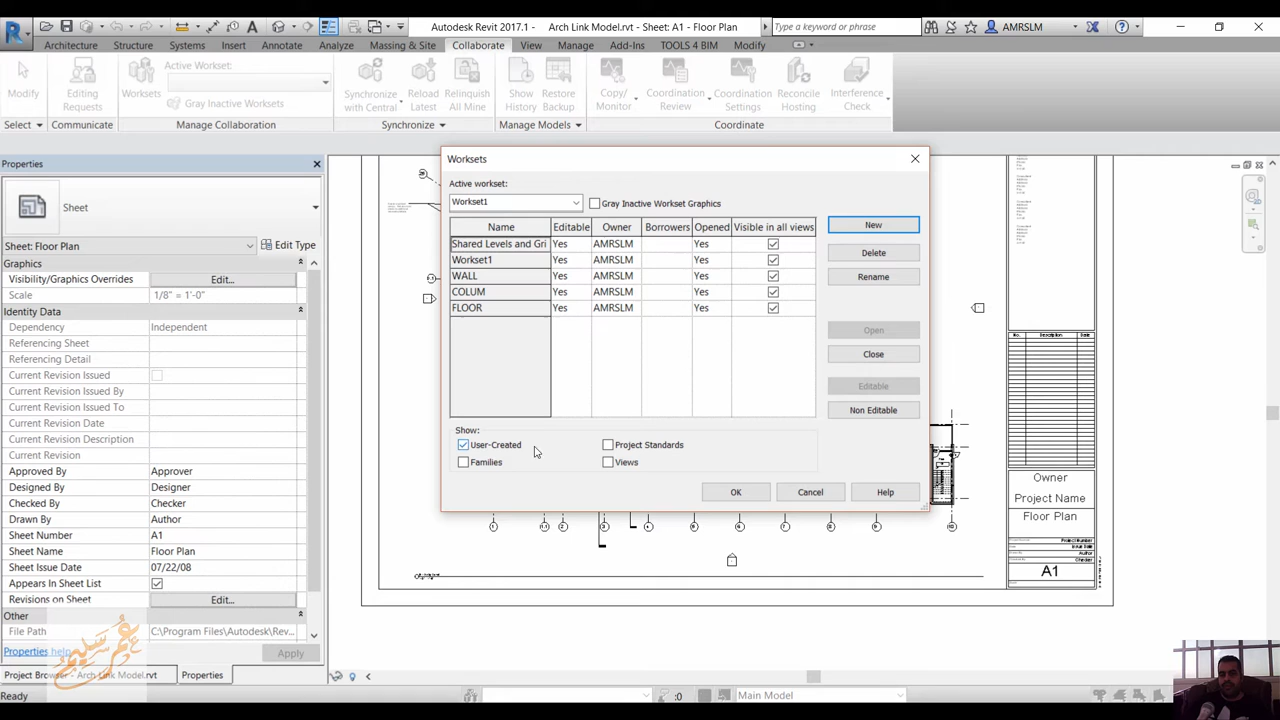 Autodesk Revit 2017.1 - Arch Link Model.rvt - Sheet: A1 - Floor Plan
Type a keyword or phrase
AMRSLM
Architecture Structure Systems Insert Annotate Analyze Massing & Site Collaborate View Manage Add-Ins TOOLS 4 BIM Modify
Modify
Editing Requests
Worksets
Active Workset:
Gray Inactive Worksets
Synchronize with Central
Reload Latest
Relinquish All Mine
Show History
Restore Backup
Copy/ Monitor
Coordination Review
Coordination Settings
Reconcile Hosting
Interference Check
Select Communicate Manage Collaboration Synchronize Manage Models Coordinate
Properties
Sheet
Sheet: Floor Plan
Edit Type
Graphics
Visibility/Graphics Overrides Edit...
Scale 1/8" = 1'-0"
Identity Data
Dependency Independent
Referencing Sheet
Referencing Detail
Current Revision Issued
Current Revision Issued By
Current Revision Issued To
Current Revision Date
Current Revision Description
Current Revision
Approved By Approver
Designed By Designer
Checked By Checker
Drawn By Author
Sheet Number A1
Sheet Name Floor Plan
Sheet Issue Date 07/22/08
Appears In Sheet List
Revisions on Sheet Edit...
Other
File Path C:\Program Files\Autodesk\Rev...
Properties help
Apply
Project Browser - Arch Link Model.rvt
Properties
Ready
:0
Main Model
Worksets
Active workset:
Workset1
Gray Inactive Workset Graphics
Name Editable Owner Borrowers Opened Visible in all views
Shared Levels and Gri Yes AMRSLM Yes
Workset1 Yes AMRSLM Yes
WALL Yes AMRSLM Yes
COLUM Yes AMRSLM Yes
FLOOR Yes AMRSLM Yes
New
Delete
Rename
Open
Close
Editable
Non Editable
Show:
User-Created
Project Standards
Families
Views
OK
Cancel
Help
No. Description Date
Owner
Project Name
Floor Plan
A1